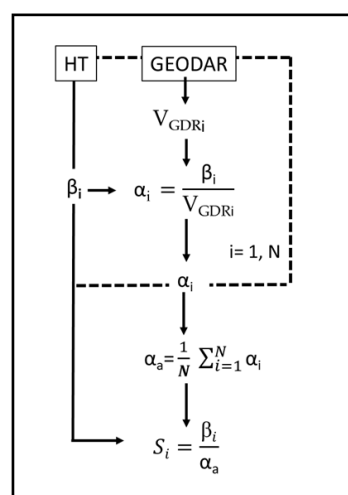 HT GEODAR
V_GDRi
β_i α_i = β_i / V_GDRi
i= 1, N
α_i
α_a= 1/N ∑_{i=1}^{N} α_i
S_i = β_i / α_a